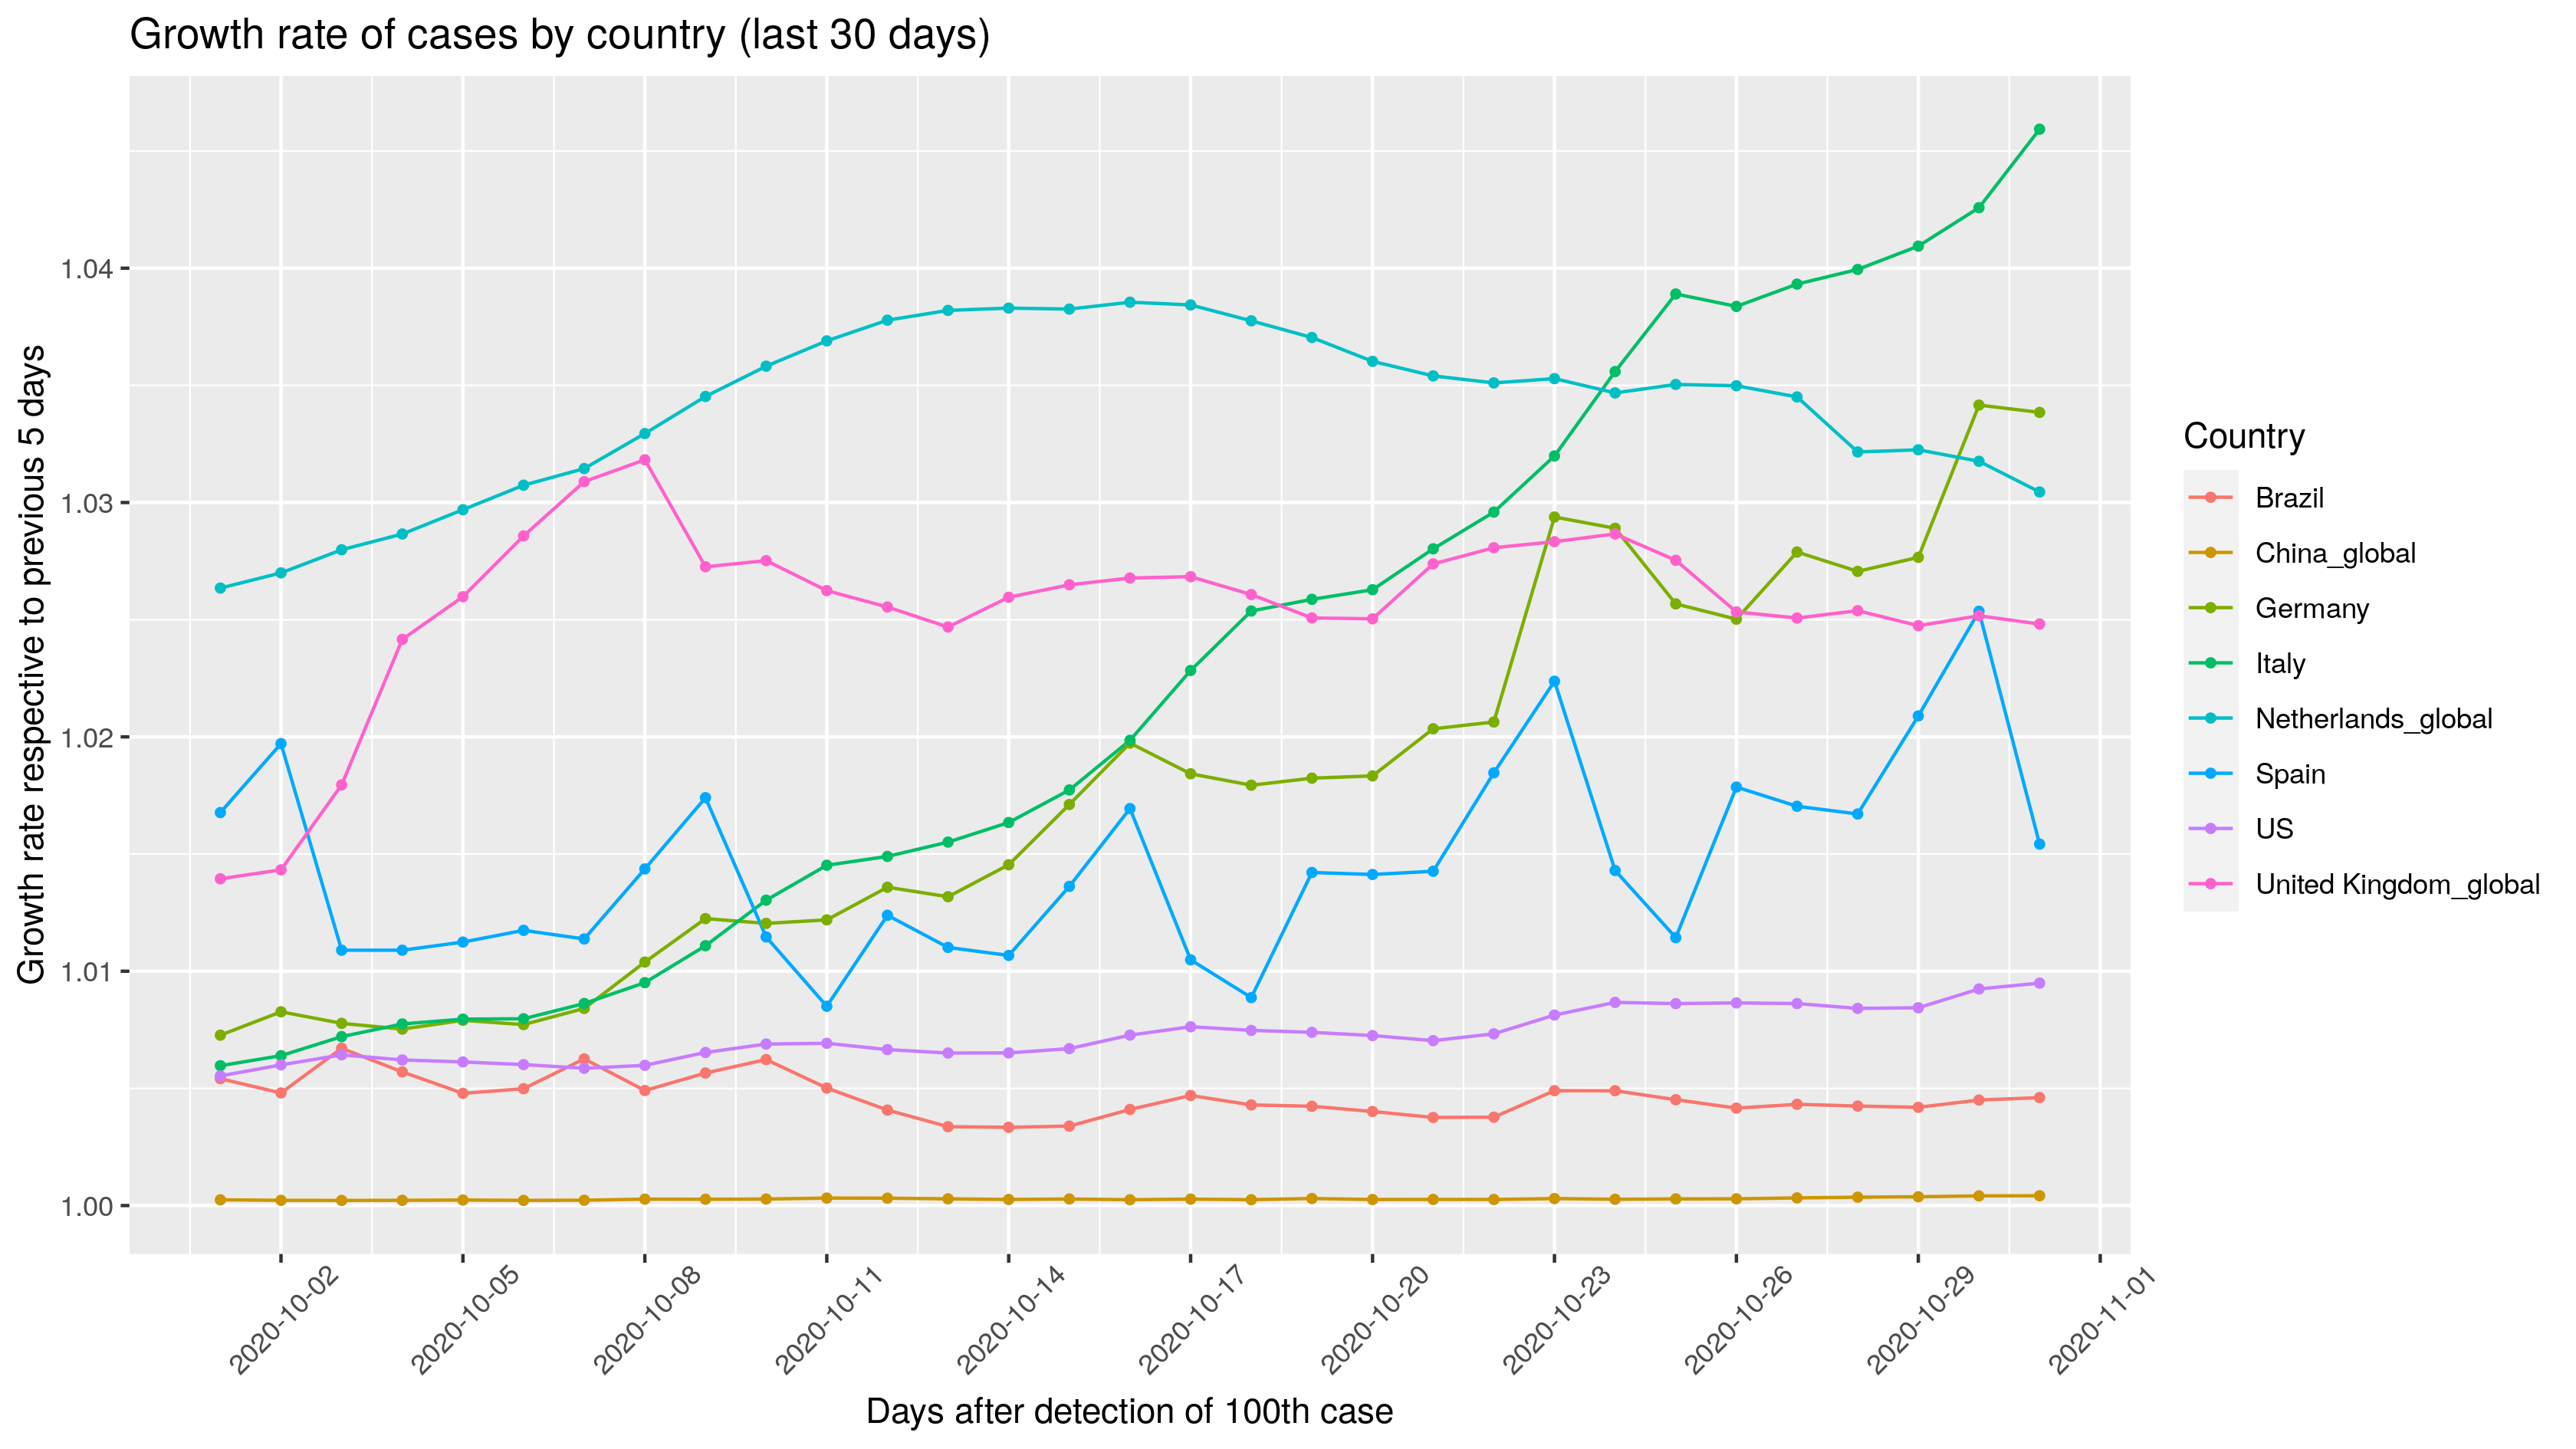 Growth rate of cases by country (last 30 days)
Growth rate respective to previous 5 days
1.04
1.03
1.02
1.01
1.00
2020-10-02
2020-10-05
2020-10-08
2020-10-11
2020-10-14
2020-10-17
2020-10-20
2020-10-23
2020-10-26
2020-10-29
2020-11-01
Days after detection of 100th case
Country
Brazil
China_global
Germany
Italy
Netherlands_global
Spain
US
United Kingdom_global